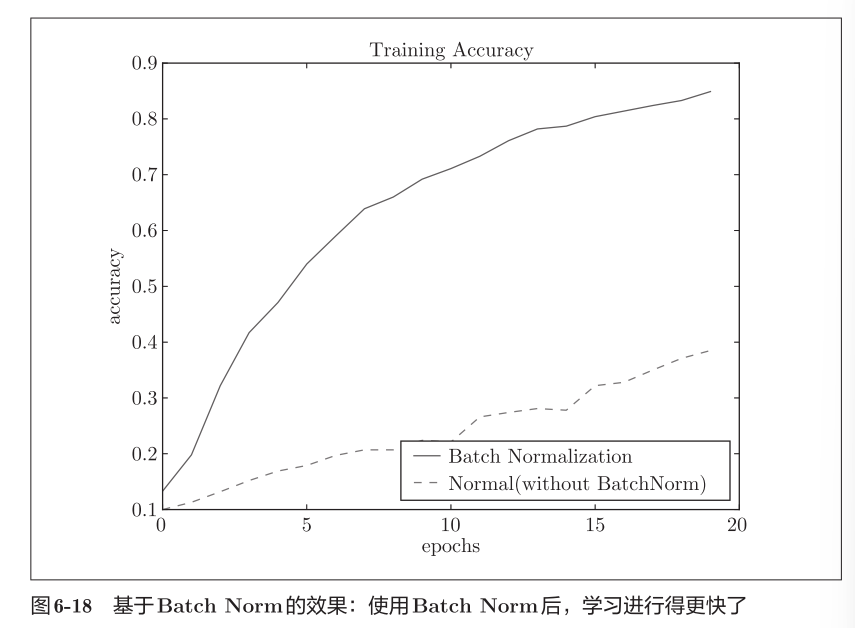 Training Accuracy
0.9
0.8
0.7
0.6
0.5
0.4
0.3
0.2
0.1
accuracy
Batch Normalization
Normal(without BatchNorm)
0 5 10 15 20
epochs
图6-18 基于Batch Norm的效果：使用Batch Norm后，学习进行得更快了